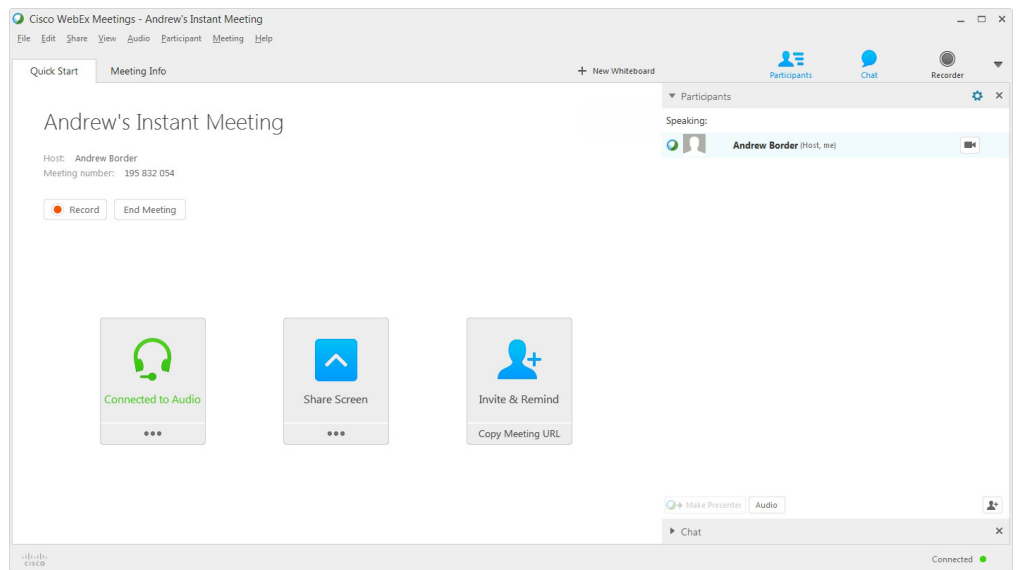 Cisco WebEx Meetings - Andrew's Instant Meeting
File Edit Share View Audio Participant Meeting Help
Quick Start Meeting Info + New Whiteboard Participants Chat Recorder
Andrew's Instant Meeting
Host: Andrew Border
Meeting number: 195 832 054
Record End Meeting
Connected to Audio
Share Screen
Invite & Remind
Copy Meeting URL
Participants
Speaking:
Andrew Border (Host, me)
Make Presenter Audio
Chat
CISCO
Connected